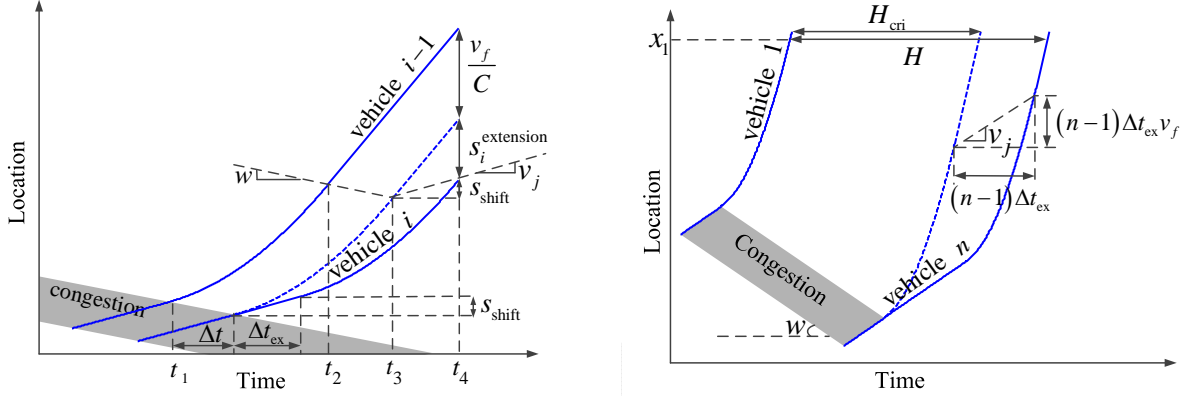 Location
Time
congestion
vehicle i−1
vehicle i
w
v_j
v_f
C
s_i^extension
s_shift
s_shift
Δt
Δt_ex
t_1
t_2
t_3
t_4
Location
Time
x_1
H_cri
H
vehicle 1
vehicle n
Congestion
w
v_j
(n−1)Δt_ex v_f
(n−1)Δt_ex